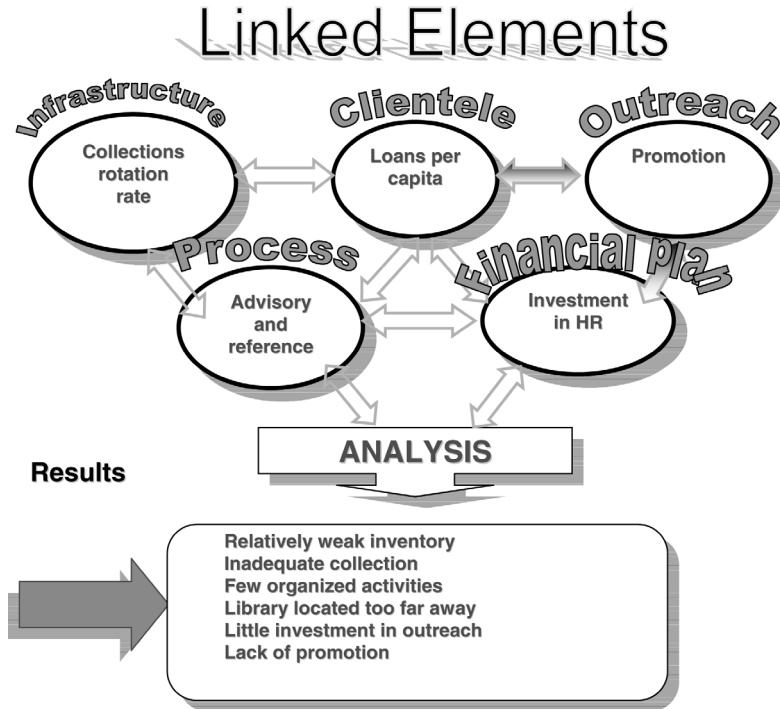 Linked Elements
Infrastructure
Clientele
Outreach
Collections
rotation
rate
Loans per
capita
Promotion
Process
Financial plan
Advisory
and
reference
Investment
in HR
ANALYSIS
Results
Relatively weak inventory
Inadequate collection
Few organized activities
Library located too far away
Little investment in outreach
Lack of promotion